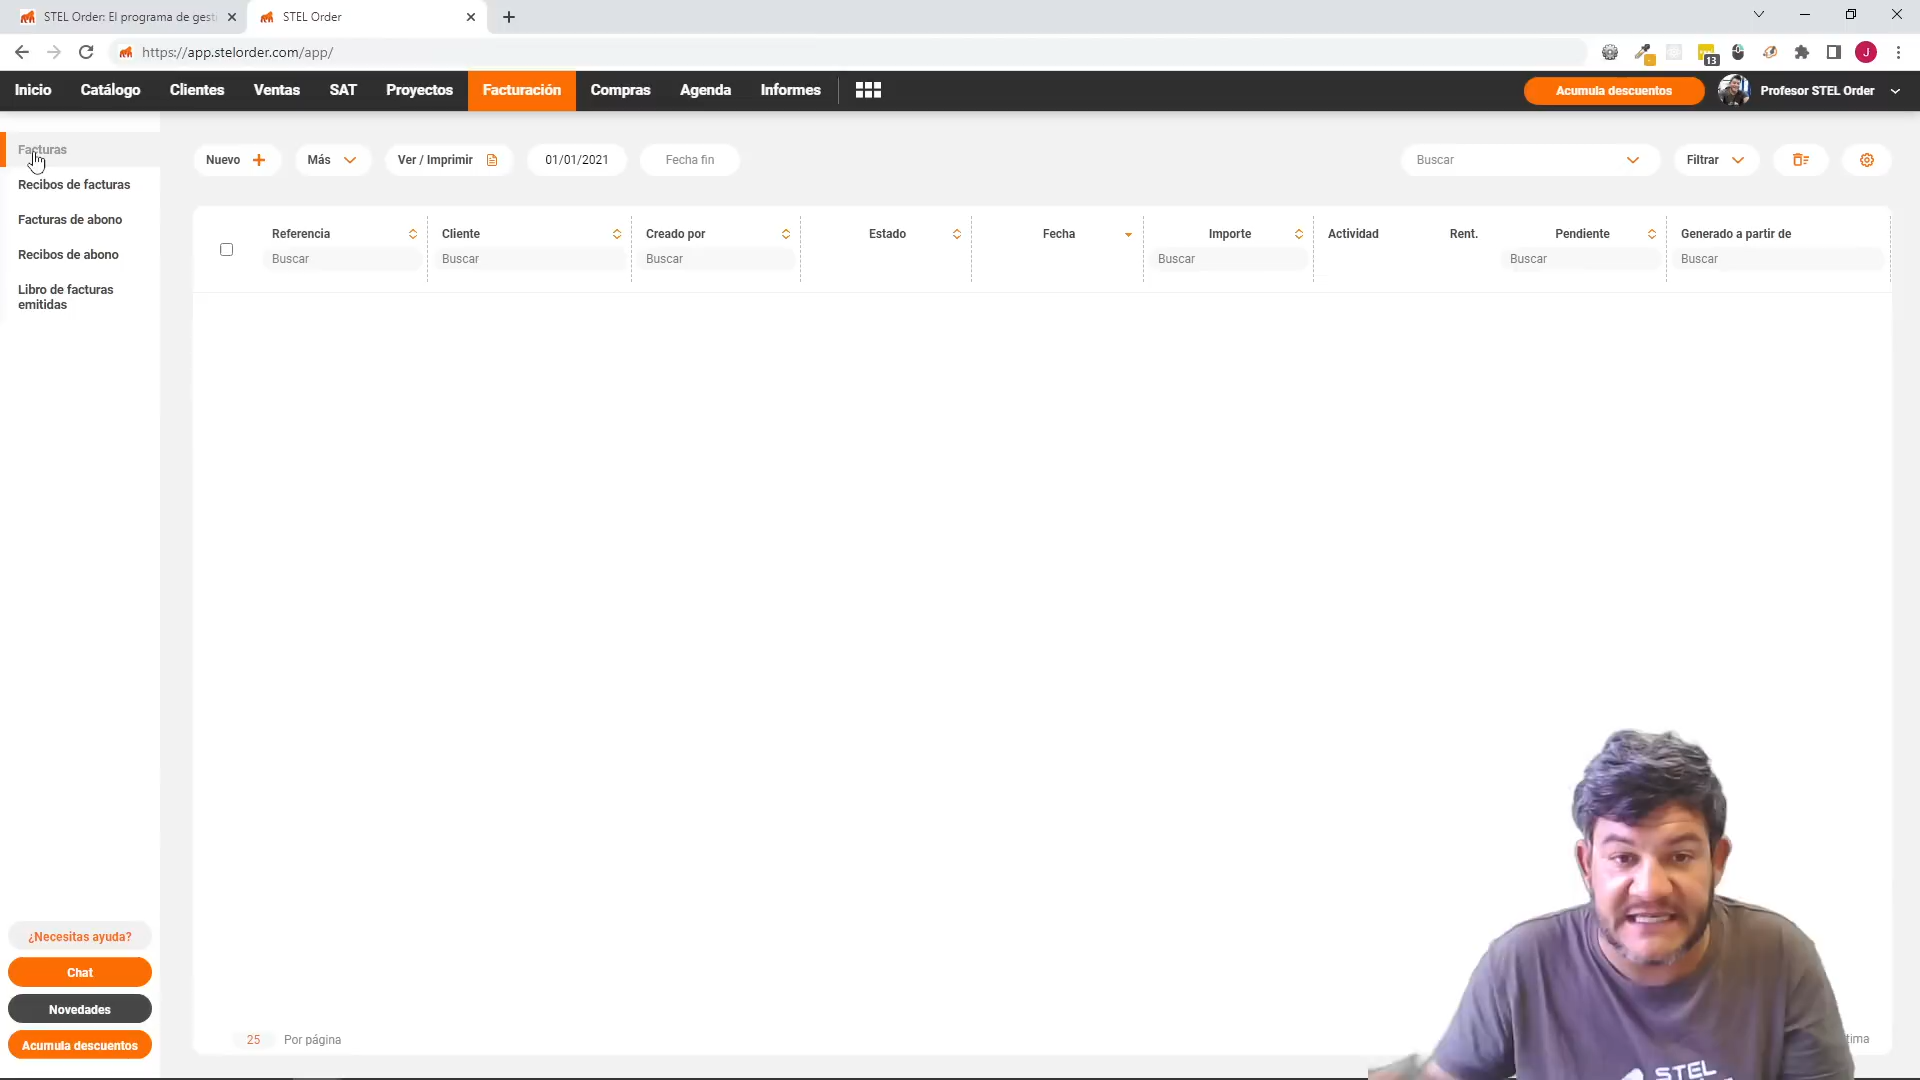 STEL Order: El programa de gesti
STEL Order
https://app.stelorder.com/app/
13
J
Inicio
Catálogo
Clientes
Ventas
SAT
Proyectos
Facturación
Compras
Agenda
Informes
Acumula descuentos
Profesor STEL Order
Facturas
Recibos de facturas
Facturas de abono
Recibos de abono
Libro de facturas
emitidas
Nuevo
Más
Ver / Imprimir
01/01/2021
Fecha fin
Buscar
Filtrar
Referencia
Cliente
Creado por
Estado
Fecha
Importe
Actividad
Rent.
Pendiente
Generado a partir de
Buscar
Buscar
Buscar
Buscar
Buscar
Buscar
¿Necesitas ayuda?
Chat
Novedades
Acumula descuentos
25
Por página
tima
STEL